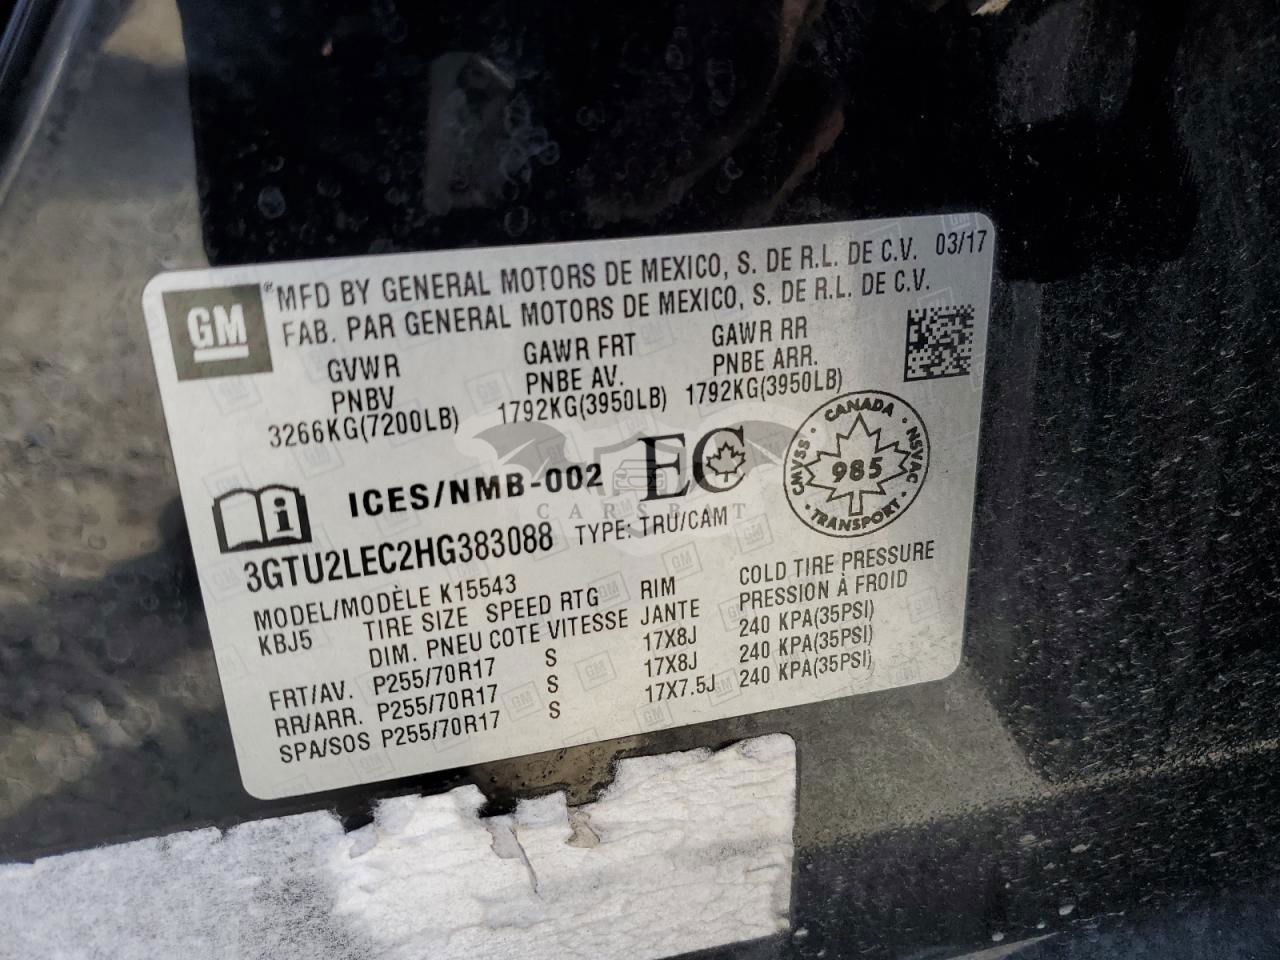 GM
® MFD BY GENERAL MOTORS DE MEXICO, S. DE R.L. DE C.V. 03/17
FAB. PAR GENERAL MOTORS DE MEXICO, S. DE R.L. DE C.V.
GVWR GAWR FRT GAWR RR
PNBV PNBE AV. PNBE ARR.
3266KG(7200LB) 1792KG(3950LB) 1792KG(3950LB)
i ICES/NMB-002 EC
CANADA
CMVSS 985 NSVAC
TRANSPORT
CARSBAT
3GTU2LEC2HG383088 TYPE: TRU/CAM
MODEL/MODÈLE K15543
KBJ5 TIRE SIZE SPEED RTG RIM COLD TIRE PRESSURE
DIM. PNEU COTE VITESSE JANTE PRESSION À FROID
FRT/AV. P255/70R17 S 17X8J 240 KPA(35PSI)
RR/ARR. P255/70R17 S 17X8J 240 KPA(35PSI)
SPA/SOS P255/70R17 S 17X7.5J 240 KPA(35PSI)